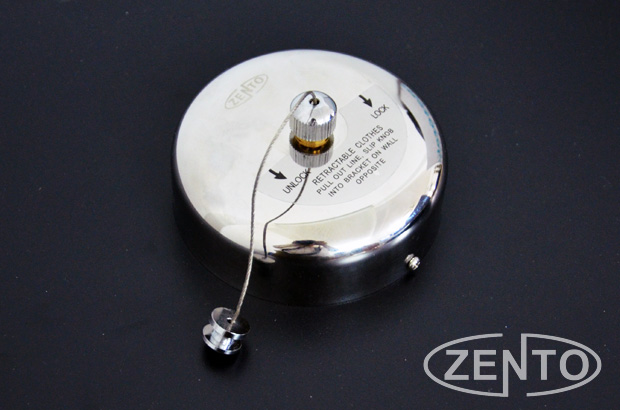 ZENTO
LOCK
UNLOCK
RETRACTABLE CLOTHES
PULL OUT LINE, SLIP KNOB
INTO BRACKET ON WALL
OPPOSITE
ZENTO